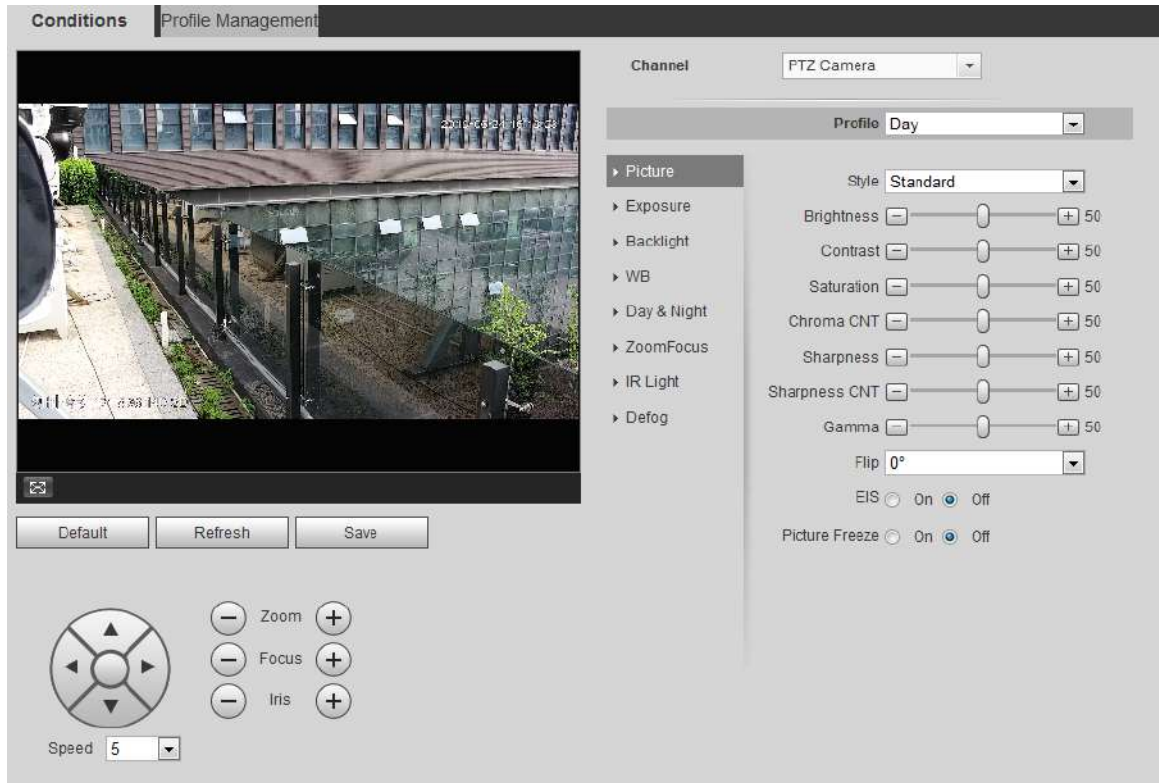 Conditions
Profile Management
Channel PTZ Camera
Profile Day
Picture
Exposure
Backlight
WB
Day & Night
ZoomFocus
IR Light
Defog
Style Standard
Brightness 50
Contrast 50
Saturation 50
Chroma CNT 50
Sharpness 50
Sharpness CNT 50
Gamma 50
Flip 0°
EIS On Off
Picture Freeze On Off
Default Refresh Save
Zoom
Focus
Iris
Speed 5